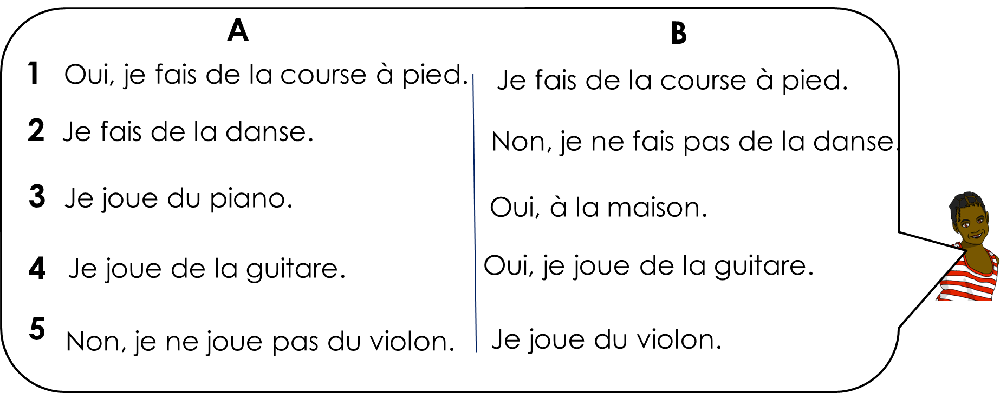 A
B
1 Oui, je fais de la course à pied.
Je fais de la course à pied.
2 Je fais de la danse.
Non, je ne fais pas de la danse.
3 Je joue du piano.
Oui, à la maison.
4 Je joue de la guitare.
Oui, je joue de la guitare.
5 Non, je ne joue pas du violon.
Je joue du violon.